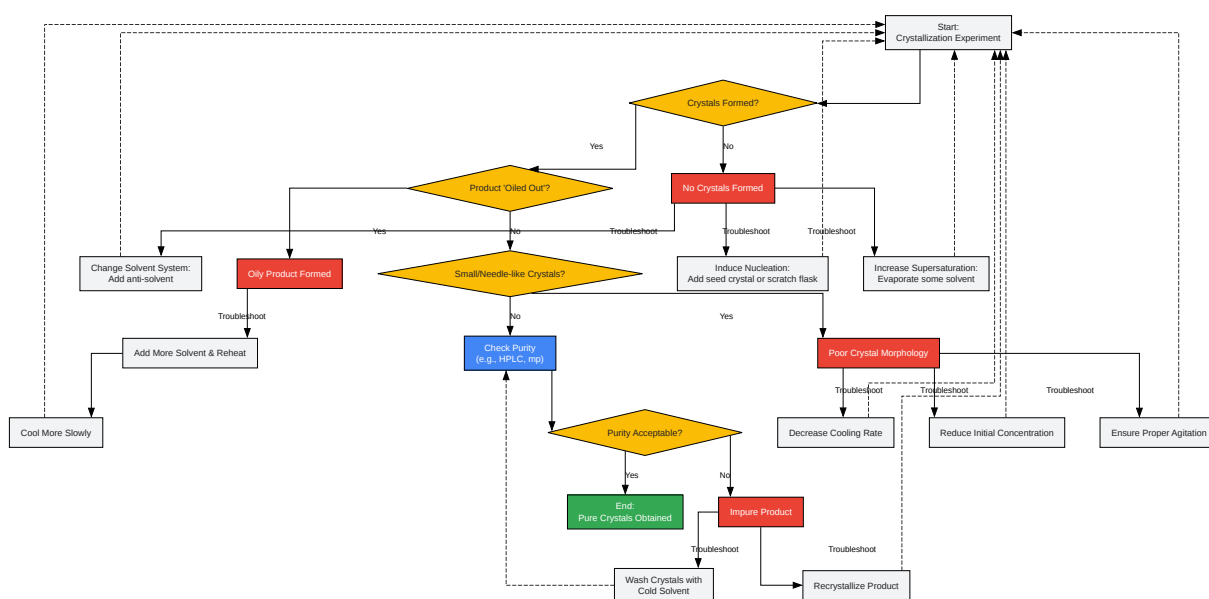 Start:
Crystallization Experiment
Crystals Formed?
Yes
No
Product 'Oiled Out'?
No Crystals Formed
Yes
No
Troubleshoot
Troubleshoot
Troubleshoot
Change Solvent System:
Add anti-solvent
Oily Product Formed
Small/Needle-like Crystals?
Induce Nucleation:
Add seed crystal or scratch flask
Increase Supersaturation:
Evaporate some solvent
Troubleshoot
No
Yes
Add More Solvent & Reheat
Check Purity
(e.g., HPLC, mp)
Poor Crystal Morphology
Troubleshoot
Troubleshoot
Troubleshoot
Cool More Slowly
Purity Acceptable?
Decrease Cooling Rate
Reduce Initial Concentration
Ensure Proper Agitation
Yes
No
End:
Pure Crystals Obtained
Impure Product
Troubleshoot
Troubleshoot
Wash Crystals with
Cold Solvent
Recrystallize Product